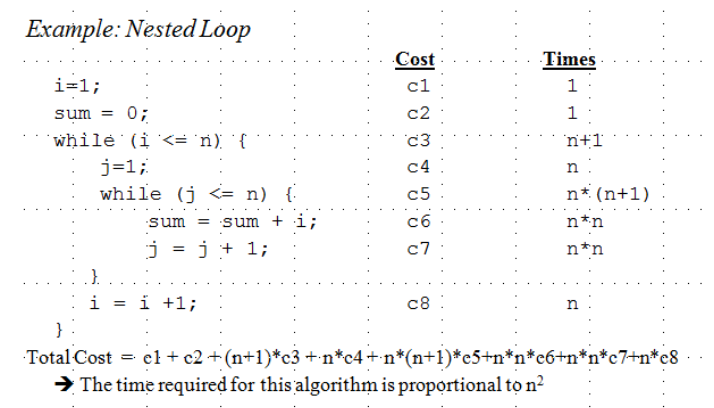 Example: Nested Loop
Cost Times
i=1; c1 1
sum = 0; c2 1
while (i <= n) { c3 n+1
j=1; c4 n
while (j <= n) { c5 n*(n+1)
sum = sum + i; c6 n*n
j = j + 1; c7 n*n
}
i = i +1; c8 n
}
Total Cost = c1 + c2 + (n+1)*c3 + n*c4 + n*(n+1)*c5+n*n*c6+n*n*c7+n*c8
➔ The time required for this algorithm is proportional to n²